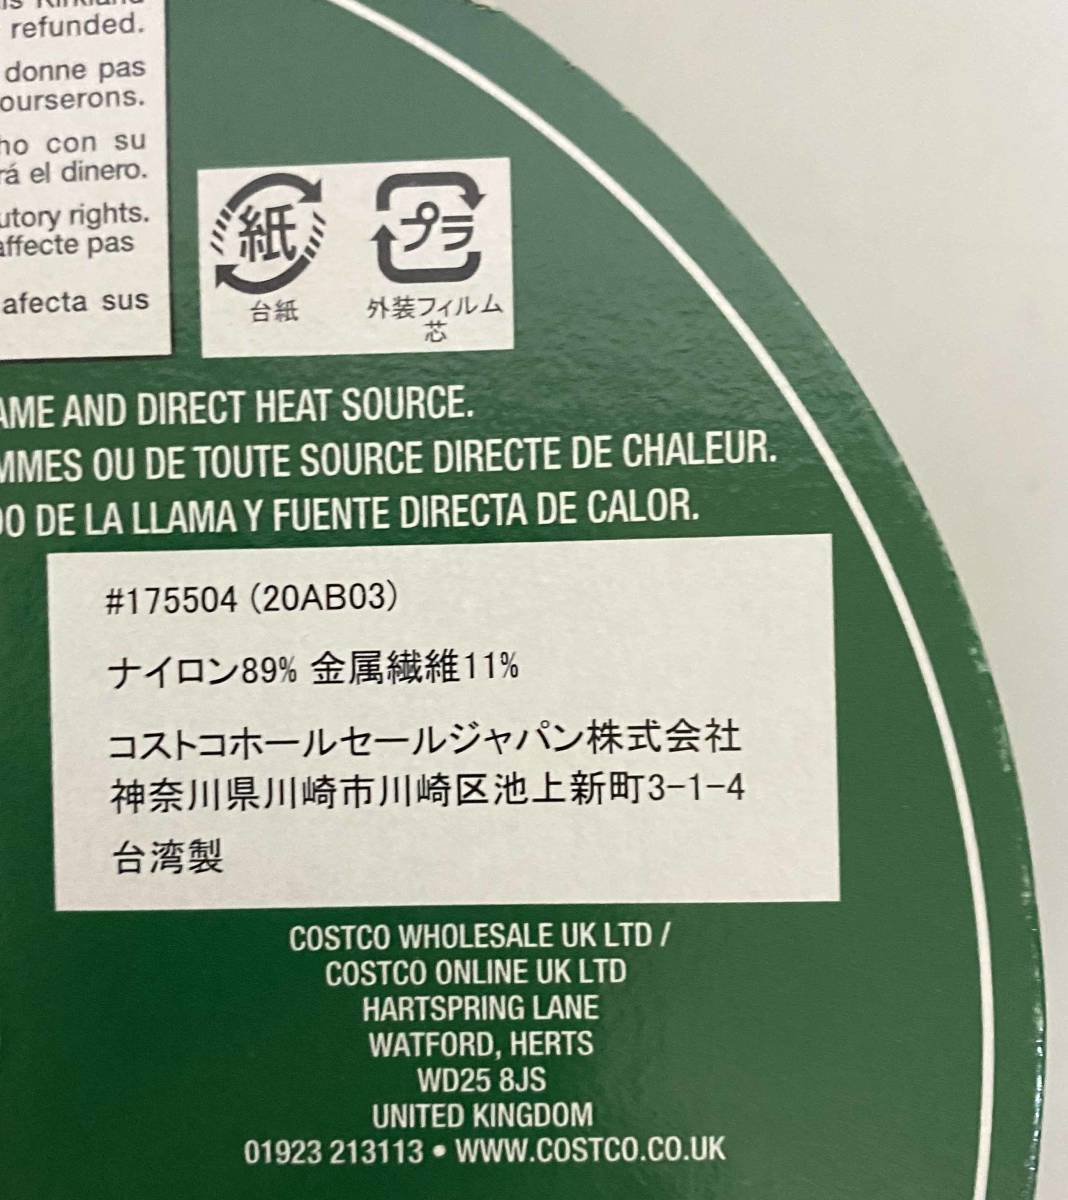 refunded.
donne pas
con su
el dinero.
rights.
affecte pas
afecta sus
紙 プラ
台紙 外装フィルム
芯
AND DIRECT HEAT SOURCE.
OU DE TOUTE SOURCE DIRECTE DE CHALEUR.
DE LA LLAMA Y FUENTE DIRECTA DE CALOR.
#175504 (20AB03)
ナイロン89% 金属繊維11%
コストコホールセールジャパン株式会社
神奈川県川崎市川崎区池上新町3-1-4
台湾製
COSTCO WHOLESALE UK LTD /
COSTCO ONLINE UK LTD
HARTSPRING LANE
WATFORD, HERTS
WD25 8JS
UNITED KINGDOM
01923 213113 • WWW.COSTCO.CO.UK